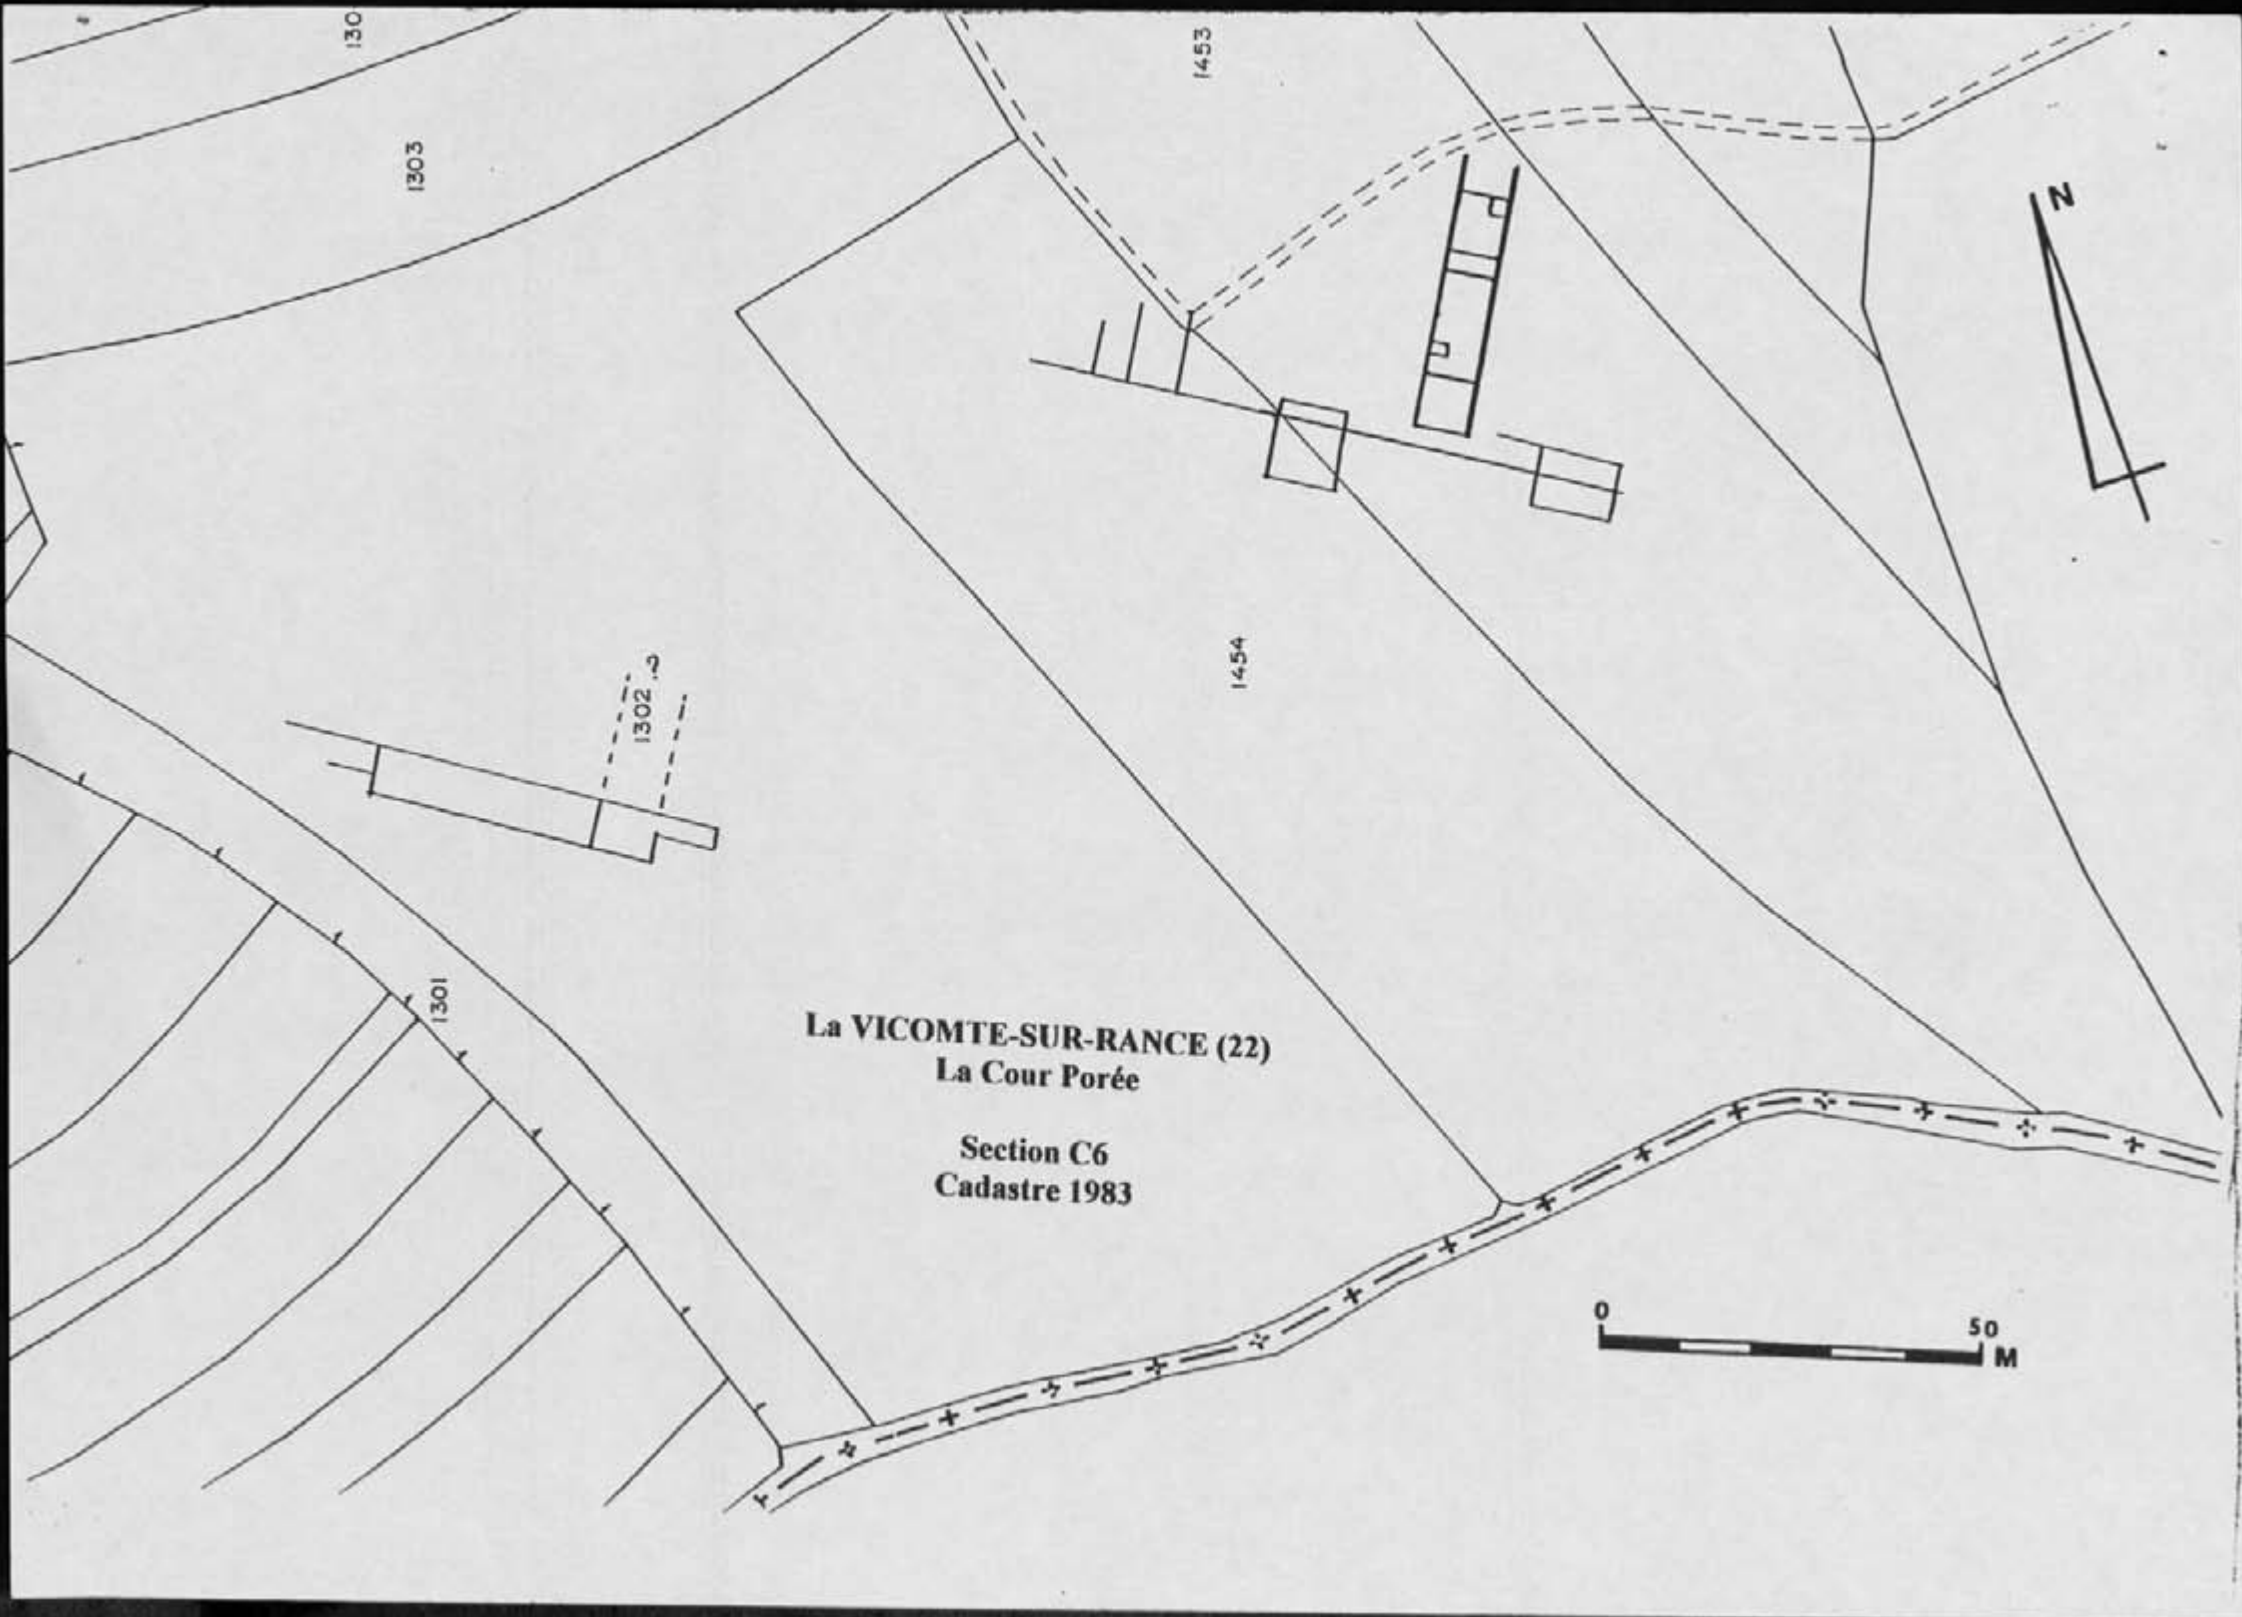 130
1303
1453
N
1302 ?
1454
1301
La VICOMTE-SUR-RANCE (22)
La Cour Porée
Section C6
Cadastre 1983
0 50
M